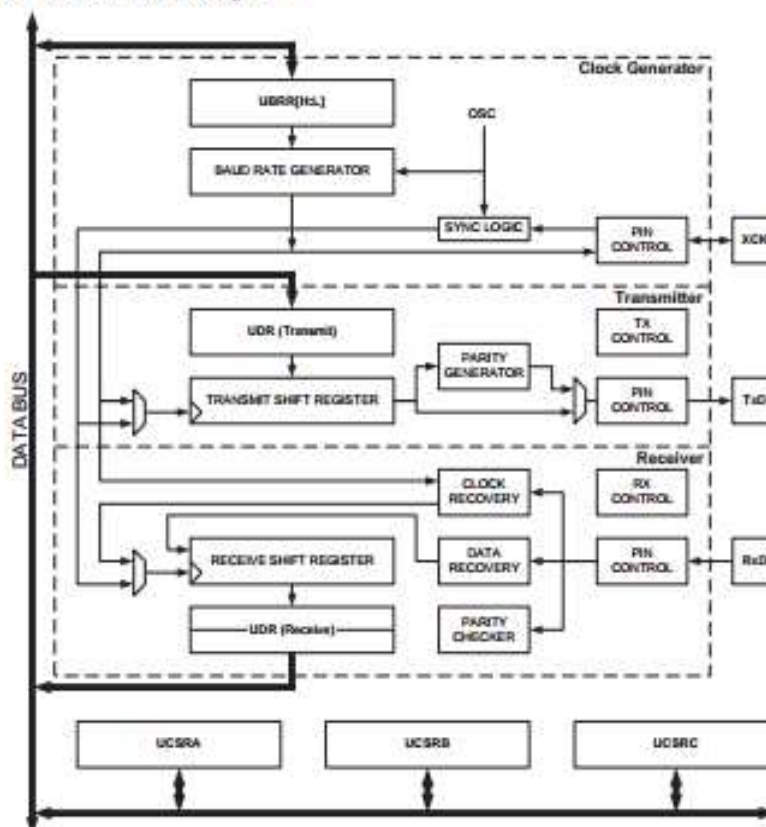 Clock Generator
UBRR[H:L]
OSC
BAUD RATE GENERATOR
SYNC LOGIC
PIN
CONTROL
XCK
Transmitter
UDR (Transmit)
TX
CONTROL
PARITY
GENERATOR
TRANSMIT SHIFT REGISTER
PIN
CONTROL
TxD
DATA BUS
Receiver
CLOCK
RECOVERY
RX
CONTROL
RECEIVE SHIFT REGISTER
DATA
RECOVERY
PIN
CONTROL
RxD
UDR (Receive)
PARITY
CHECKER
UCSRA
UCSRB
UCSRC